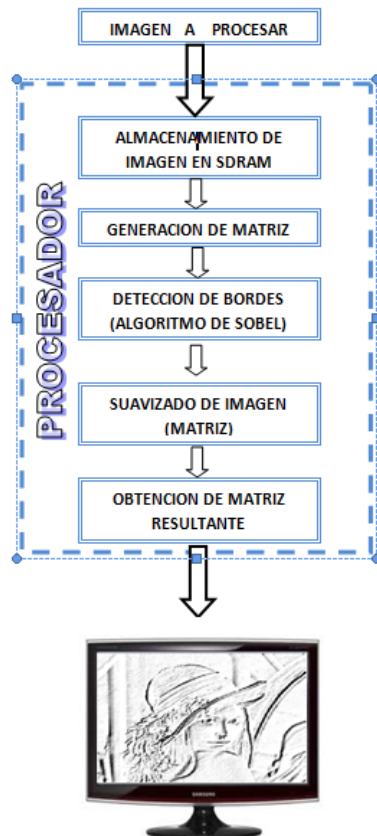 IMAGEN A PROCESAR
ALMACENAMIENTO DE
IMAGEN EN SDRAM
GENERACION DE MATRIZ
PROCESADOR
DETECCION DE BORDES
(ALGORITMO DE SOBEL)
SUAVIZADO DE IMAGEN
(MATRIZ)
OBTENCION DE MATRIZ
RESULTANTE
SAMSUNG